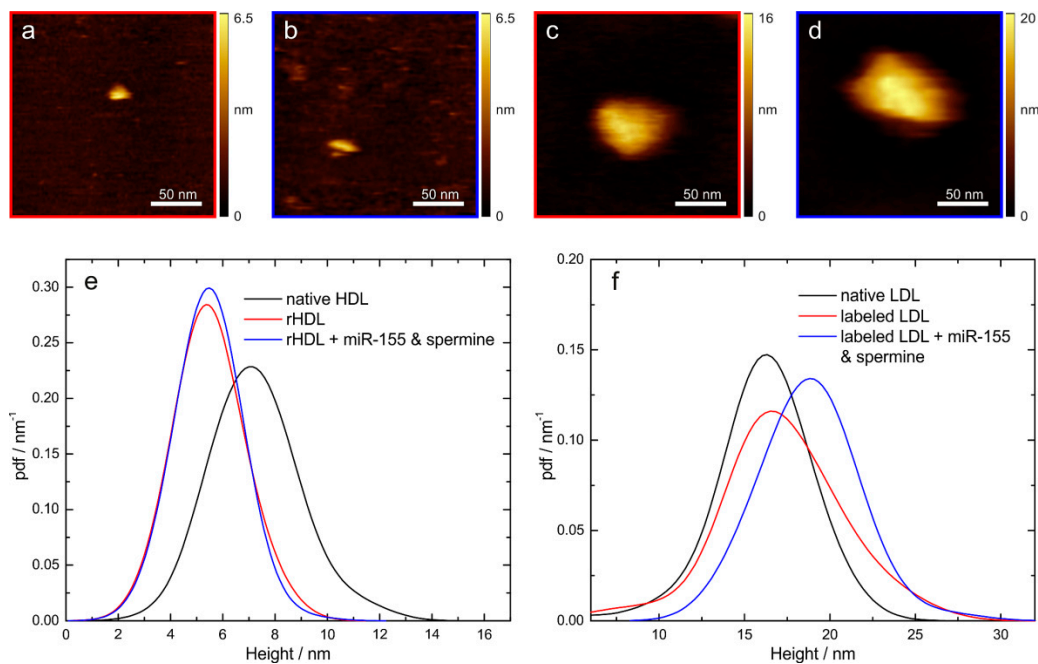 a
6.5
nm
0
50 nm
b
6.5
nm
0
50 nm
c
16
nm
0
50 nm
d
20
nm
0
50 nm
e
native HDL
rHDL
rHDL + miR-155 & spermine
0.30
0.25
0.20
0.15
0.10
0.05
0.00
pdf / nm⁻¹
0 2 4 6 8 10 12 14 16
Height / nm
f
native LDL
labeled LDL
labeled LDL + miR-155
& spermine
0.20
0.15
0.10
0.05
0.00
pdf / nm⁻¹
10 15 20 25 30
Height / nm